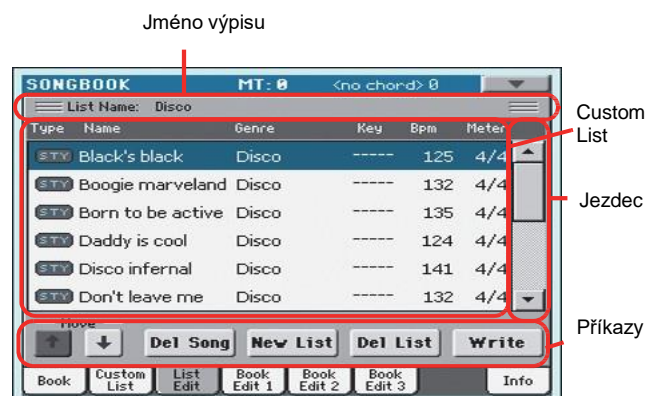 Jméno výpisu
SONGBOOK MT: 0 <no chord> 0
List Name: Disco
Type Name Genre Key Bpm Meter
STY Black's black Disco ----- 125 4/4
STY Boogie marveland Disco ----- 132 4/4
STY Born to be active Disco ----- 135 4/4
STY Daddy is cool Disco ----- 124 4/4
STY Disco infernal Disco ----- 141 4/4
STY Don't leave me Disco ----- 132 4/4
Move
Del Song New List Del List Write
Book Custom List List Edit Book Edit 1 Book Edit 2 Book Edit 3 Info
Custom
List
Jezdec
Příkazy